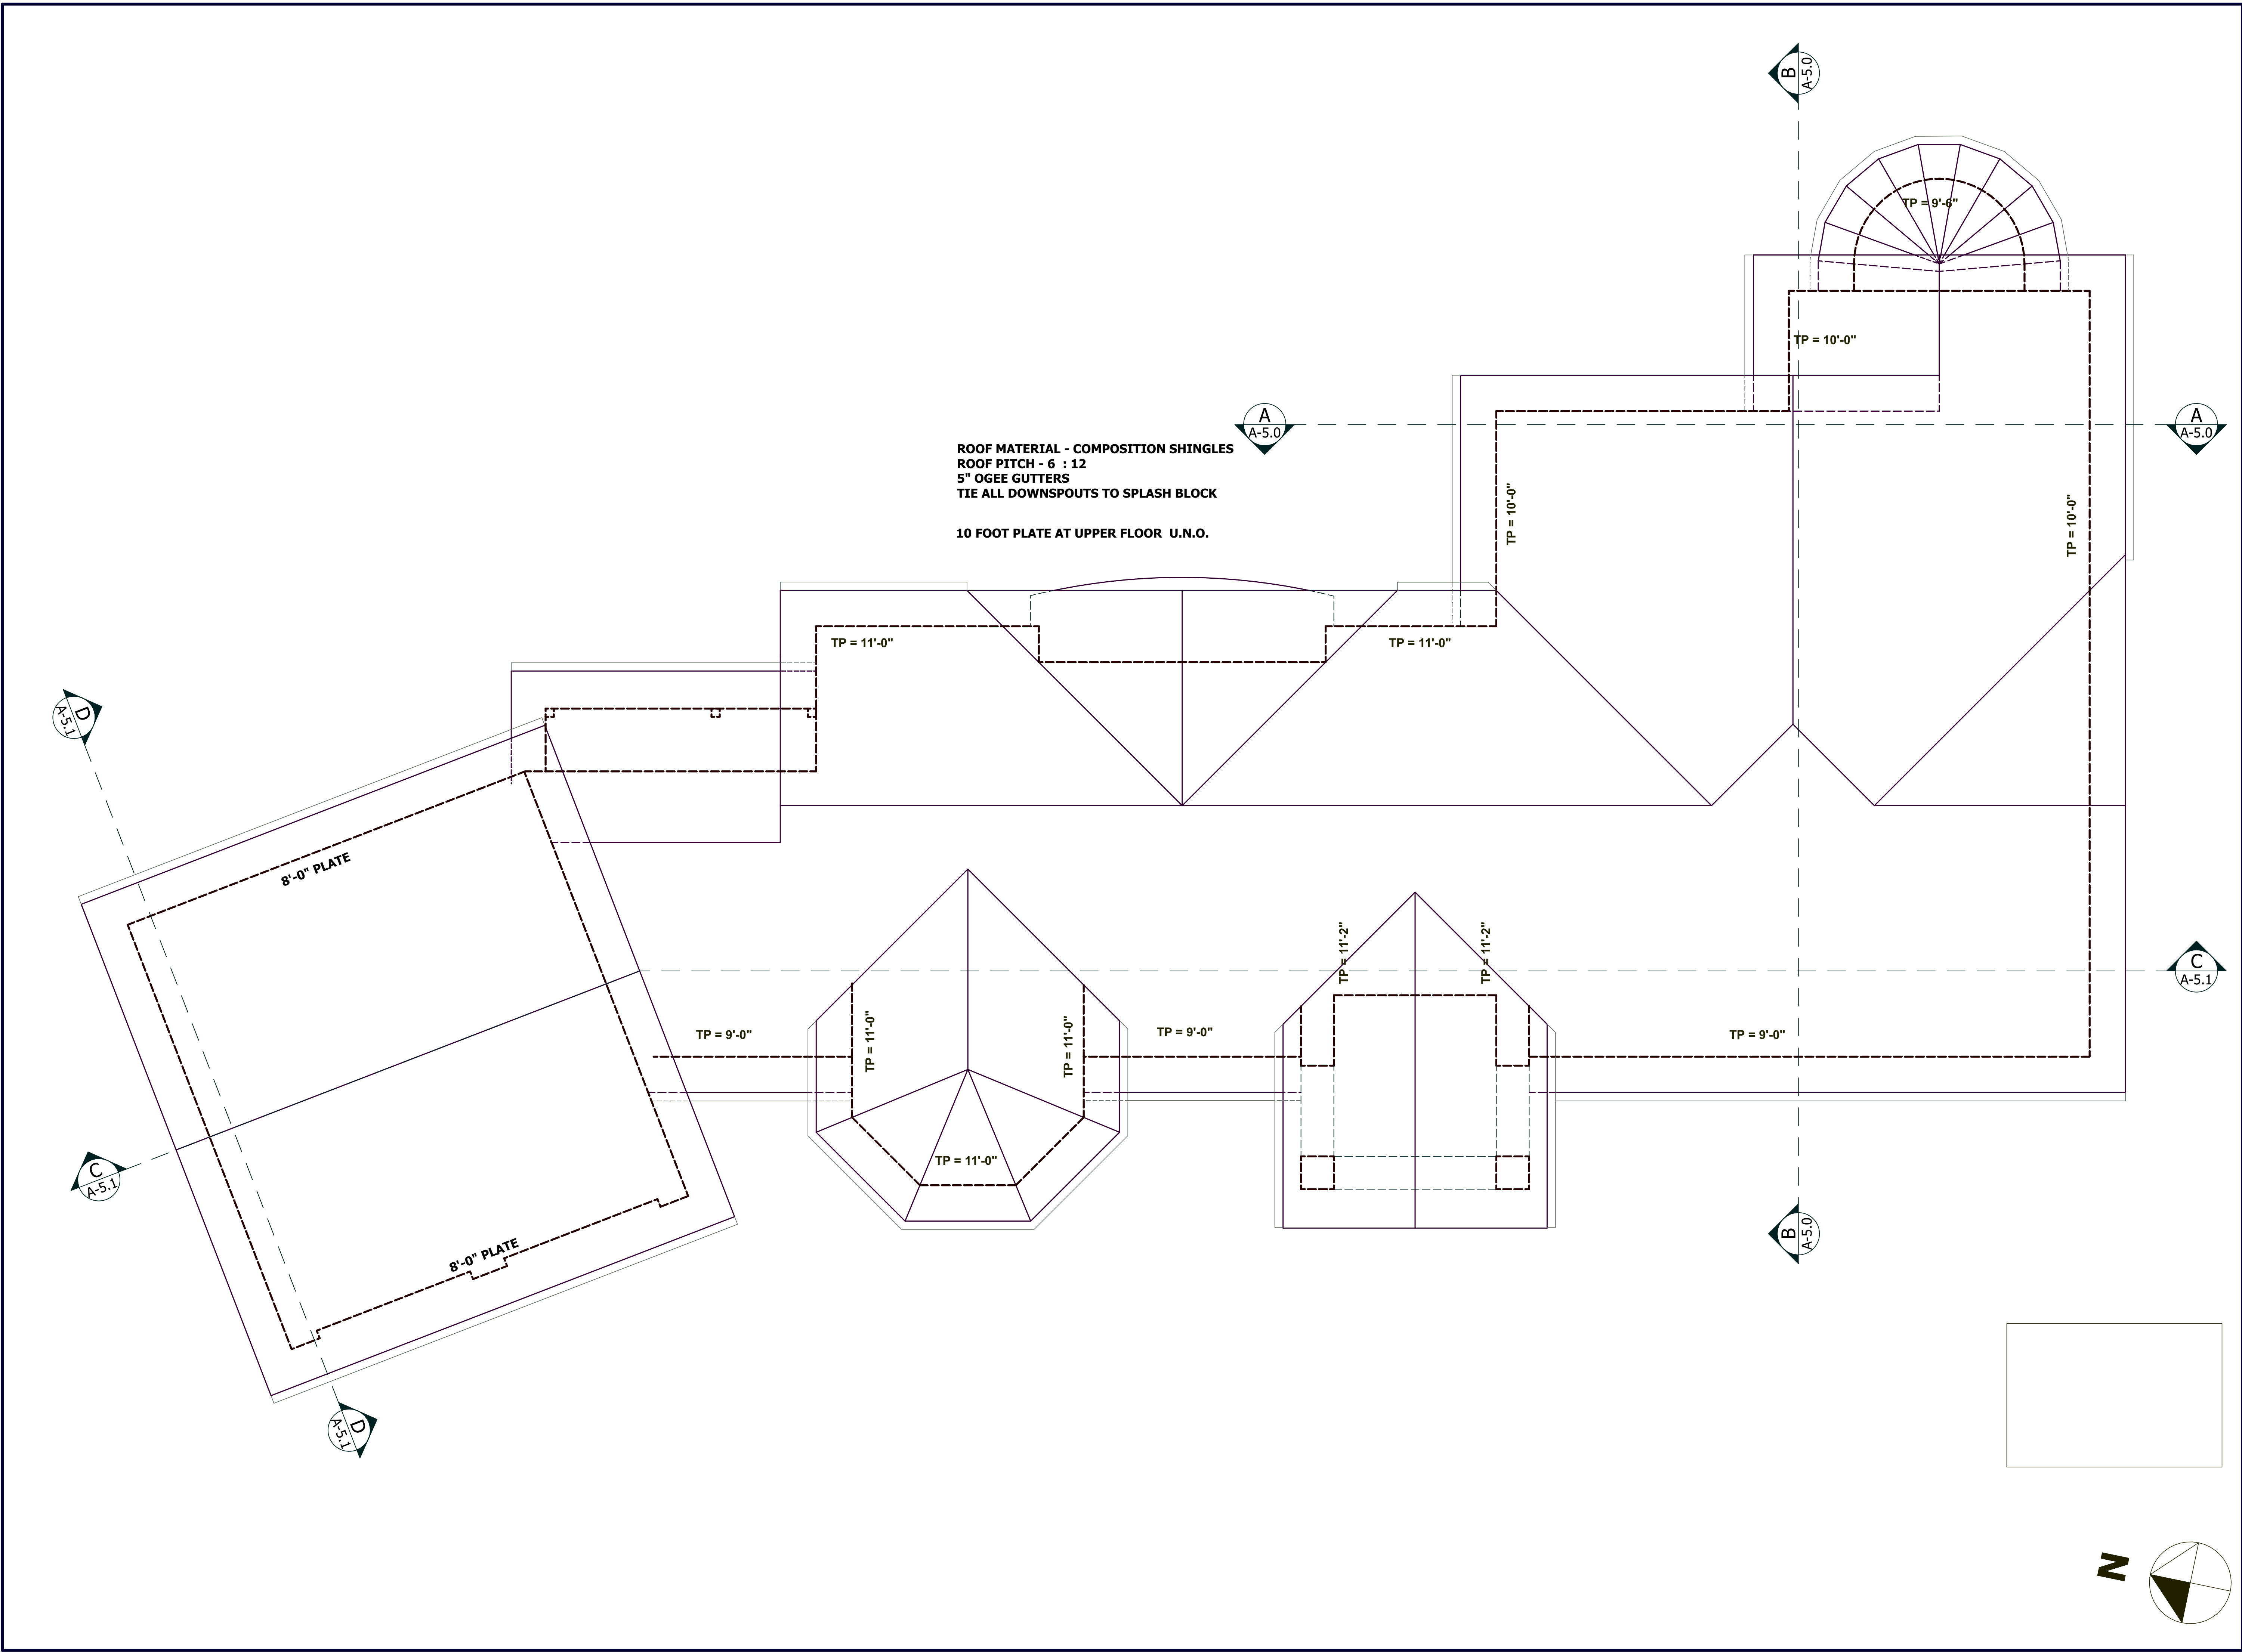 B
A-5.0
TP = 9'-6"
TP = 10'-0"
A
A-5.0
A
A-5.0
ROOF MATERIAL - COMPOSITION SHINGLES
ROOF PITCH - 6 : 12
5" OGEE GUTTERS
TIE ALL DOWNSPOUTS TO SPLASH BLOCK
10 FOOT PLATE AT UPPER FLOOR U.N.O.
TP = 10'-0"
TP = 10'-0"
TP = 11'-0"
TP = 11'-0"
D
A-5.1
8'-0" PLATE
TP = 11'-2"
TP = 11'-2"
C
A-5.1
TP = 9'-0"
TP = 11'-0"
TP = 11'-0"
TP = 9'-0"
TP = 9'-0"
C
A-5.1
TP = 11'-0"
8'-0" PLATE
B
A-5.0
D
A-5.1
N